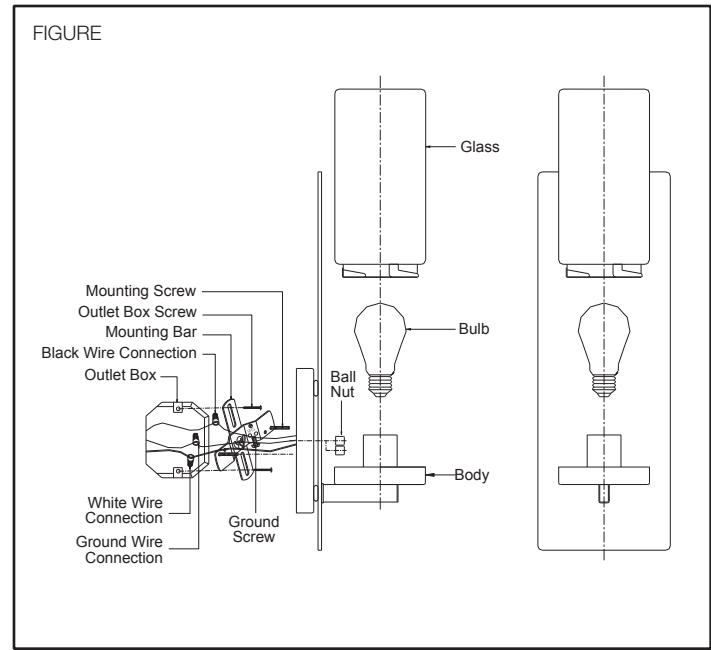 FIGURE
Glass
Mounting Screw
Outlet Box Screw
Mounting Bar
Black Wire Connection
Outlet Box
Bulb
Ball
Nut
Body
White Wire
Connection
Ground Wire
Connection
Ground
Screw